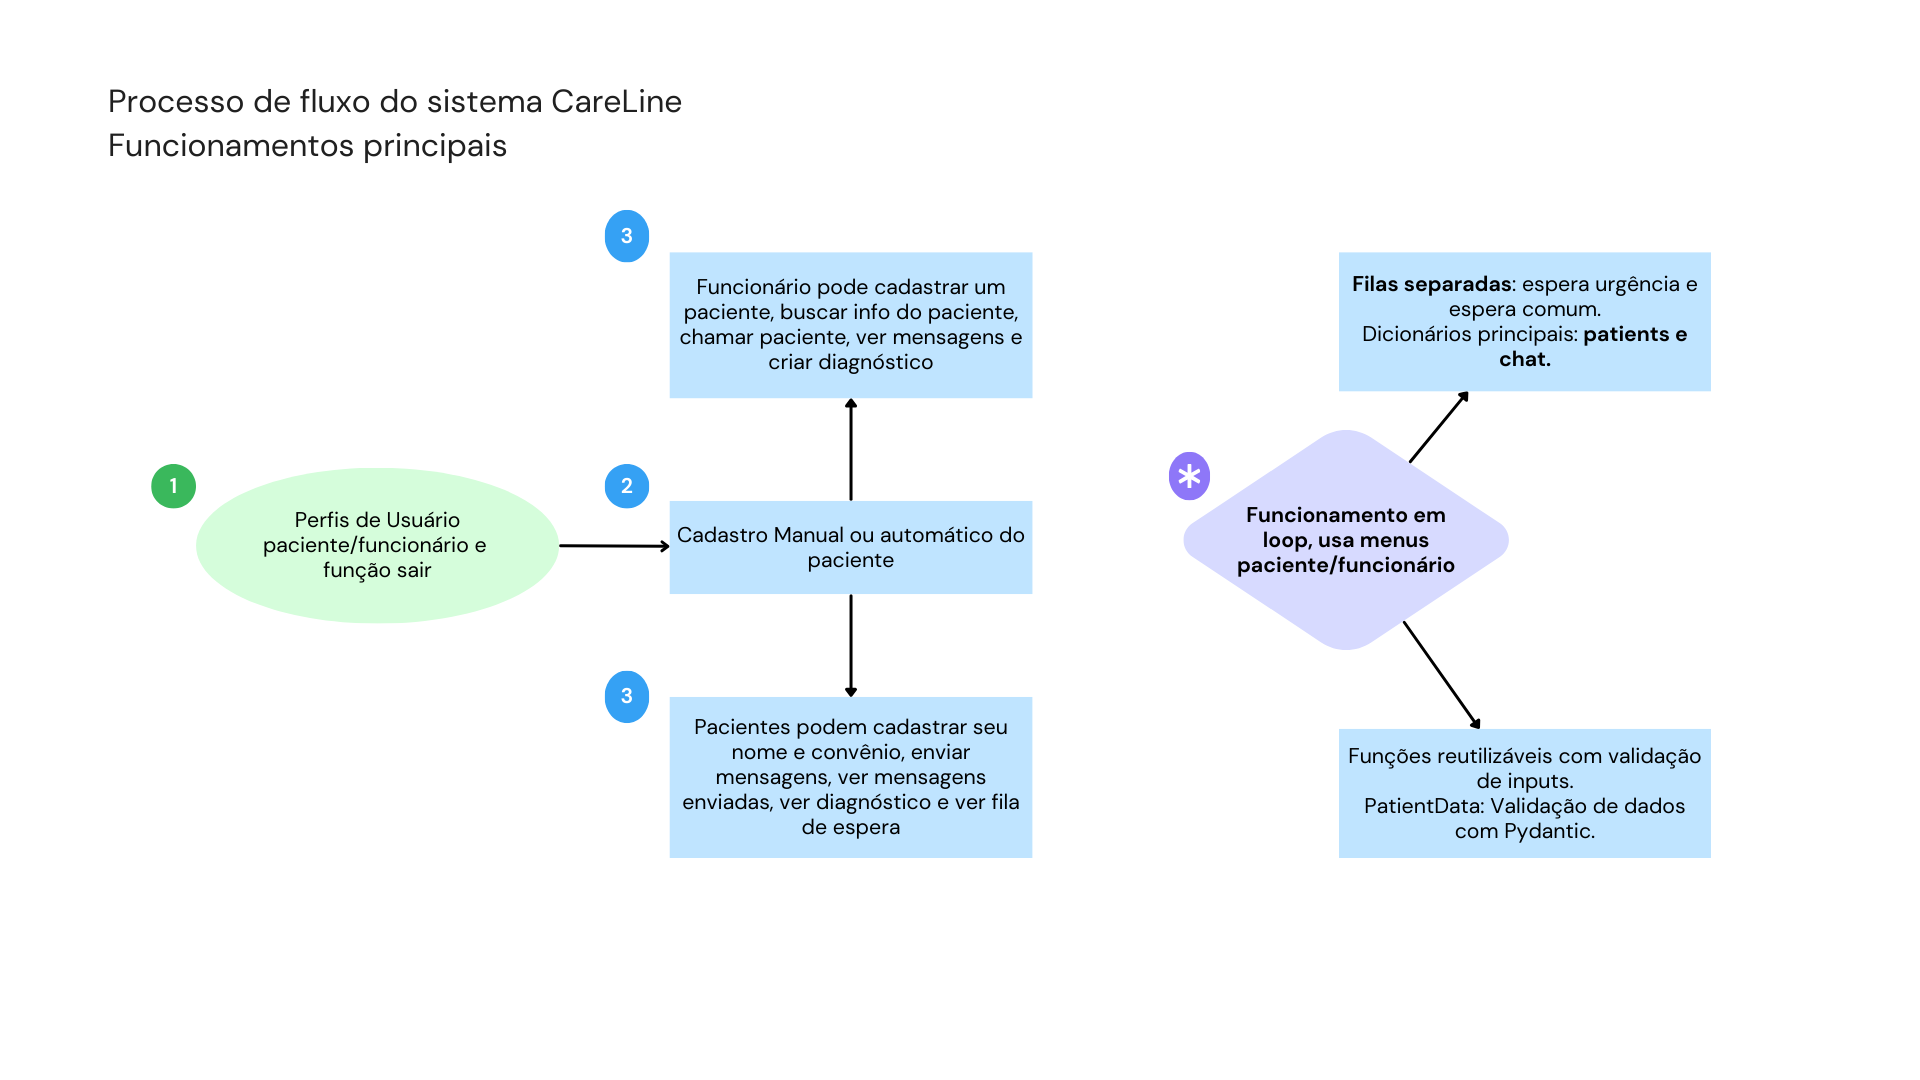 Processo de fluxo do sistema CareLine
Funcionamentos principais
3
Funcionário pode cadastrar um
paciente, buscar info do paciente,
chamar paciente, ver mensagens e
criar diagnóstico
1
Perfis de Usuário
paciente/funcionário e
função sair
2
Cadastro Manual ou automático do
paciente
3
Pacientes podem cadastrar seu
nome e convênio, enviar
mensagens, ver mensagens
enviadas, ver diagnóstico e ver fila
de espera
Filas separadas: espera urgência e
espera comum.
Dicionários principais: patients e
chat.
*
Funcionamento em
loop, usa menus
paciente/funcionário
Funções reutilizáveis com validação
de inputs.
PatientData: Validação de dados
com Pydantic.